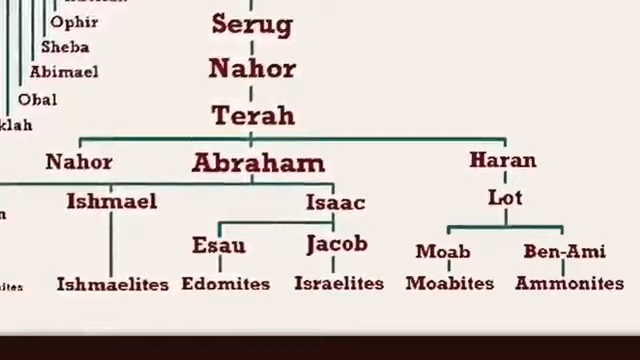 Ophir
Serug
Sheba
Nahor
Abimael
Obal
Terah
klah
Nahor Abraham Haran
Ishmael Isaac Lot
Esau Jacob Moab Ben-Ami
Ishmaelites Edomites Israelites Moabites Ammonites